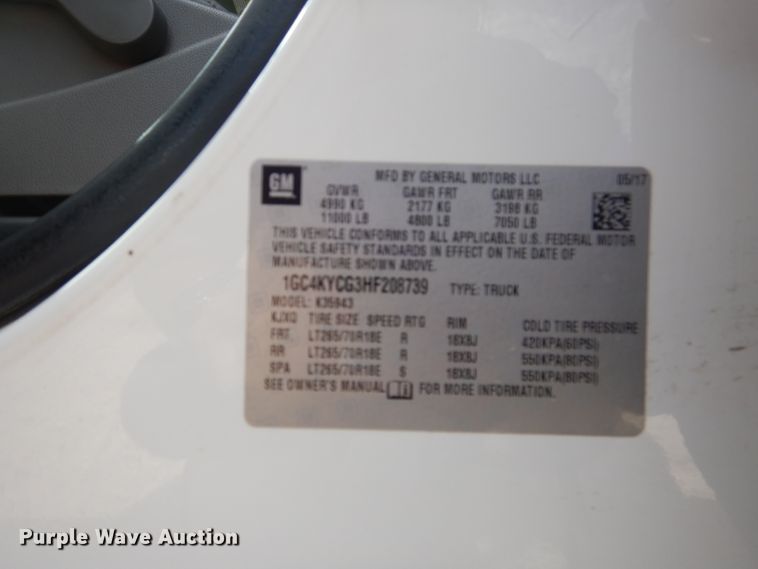 GM
MFD BY GENERAL MOTORS LLC 05/17
GVWR GAWR FRT GAWR RR
4990 KG 2177 KG 3198 KG
11000 LB 4800 LB 7050 LB
THIS VEHICLE CONFORMS TO ALL APPLICABLE U.S. FEDERAL MOTOR
VEHICLE SAFETY STANDARDS IN EFFECT ON THE DATE OF
MANUFACTURE SHOWN ABOVE.
1GC4KYCG3HF208739 TYPE: TRUCK
MODEL: K35943
KJXQ TIRE SIZE SPEED RTG RIM COLD TIRE PRESSURE
FRT LT265/70R18E R 18X8J 420KPA(60PSI)
RR LT265/70R18E R 18X8J 550KPA(80PSI)
SPA LT265/70R18E S 18X8J 550KPA(80PSI)
SEE OWNER'S MANUAL FOR MORE INFORMATION.
Purple Wave Auction